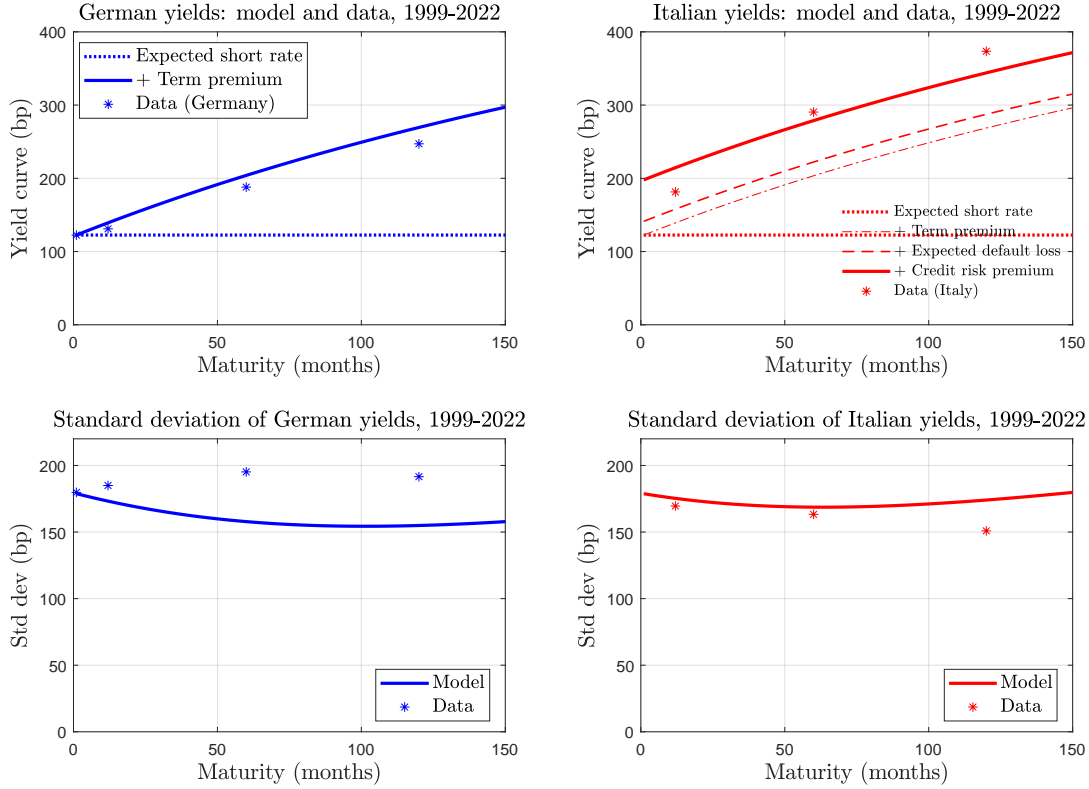 German yields: model and data, 1999-2022
400
300
200
100
0
Yield curve (bp)
Expected short rate
+ Term premium
Data (Germany)
0
50
100
150
Maturity (months)
Italian yields: model and data, 1999-2022
400
300
200
100
0
Yield curve (bp)
Expected short rate
+ Term premium
+ Expected default loss
+ Credit risk premium
Data (Italy)
0
50
100
150
Maturity (months)
Standard deviation of German yields, 1999-2022
200
150
100
50
0
Std dev (bp)
Model
Data
0
50
100
150
Maturity (months)
Standard deviation of Italian yields, 1999-2022
200
150
100
50
0
Std dev (bp)
Model
Data
0
50
100
150
Maturity (months)